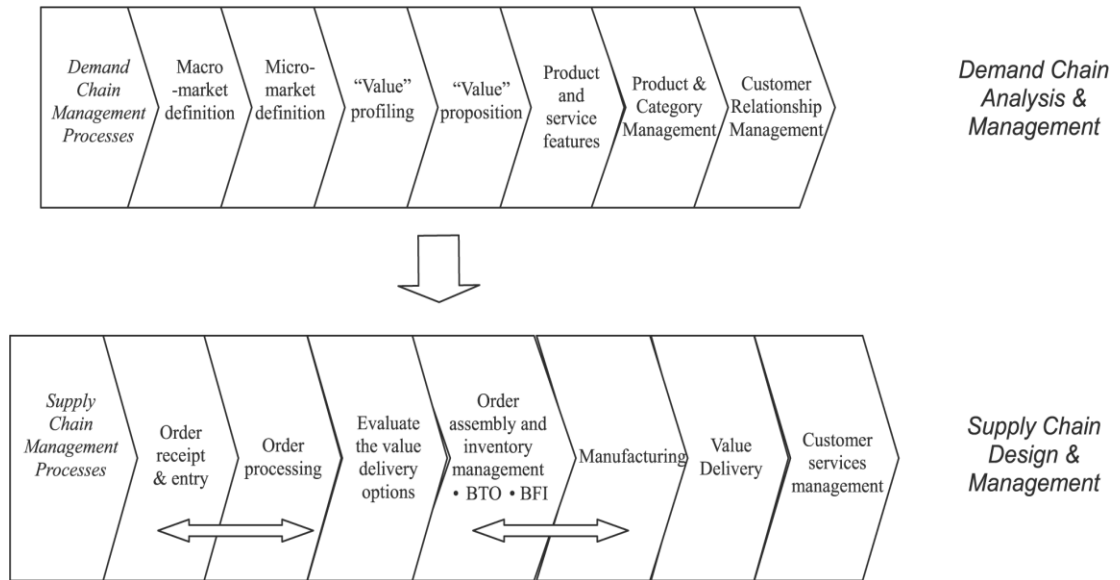 Demand
Chain
Management
Processes
Macro
-market
definition
Micro-
market
definition
“Value”
profiling
“Value”
proposition
Product
and
service
features
Product &
Category
Management
Customer
Relationship
Management
Demand Chain
Analysis &
Management
Supply
Chain
Management
Processes
Order
receipt
& entry
Order
processing
Evaluate
the value
delivery
options
Order
assembly and
inventory
management
• BTO • BFI
Manufacturing
Value
Delivery
Customer
services
management
Supply Chain
Design &
Management